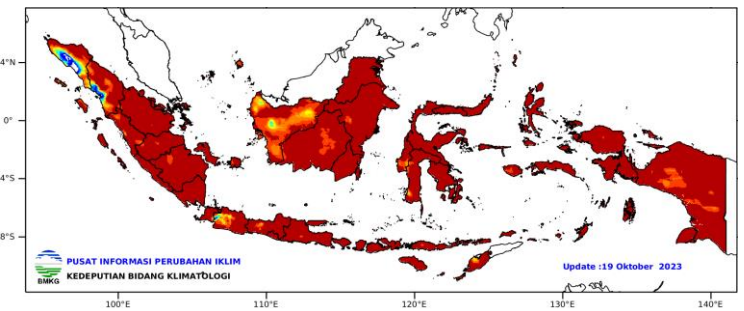 4°N
0°
4°S
8°S
PUSAT INFORMASI PERUBAHAN IKLIM
KEDEPUTIAN BIDANG KLIMATOLOGI
BMKG
Update :19 Oktober 2023
100°E 110°E 120°E 130°E 140°E